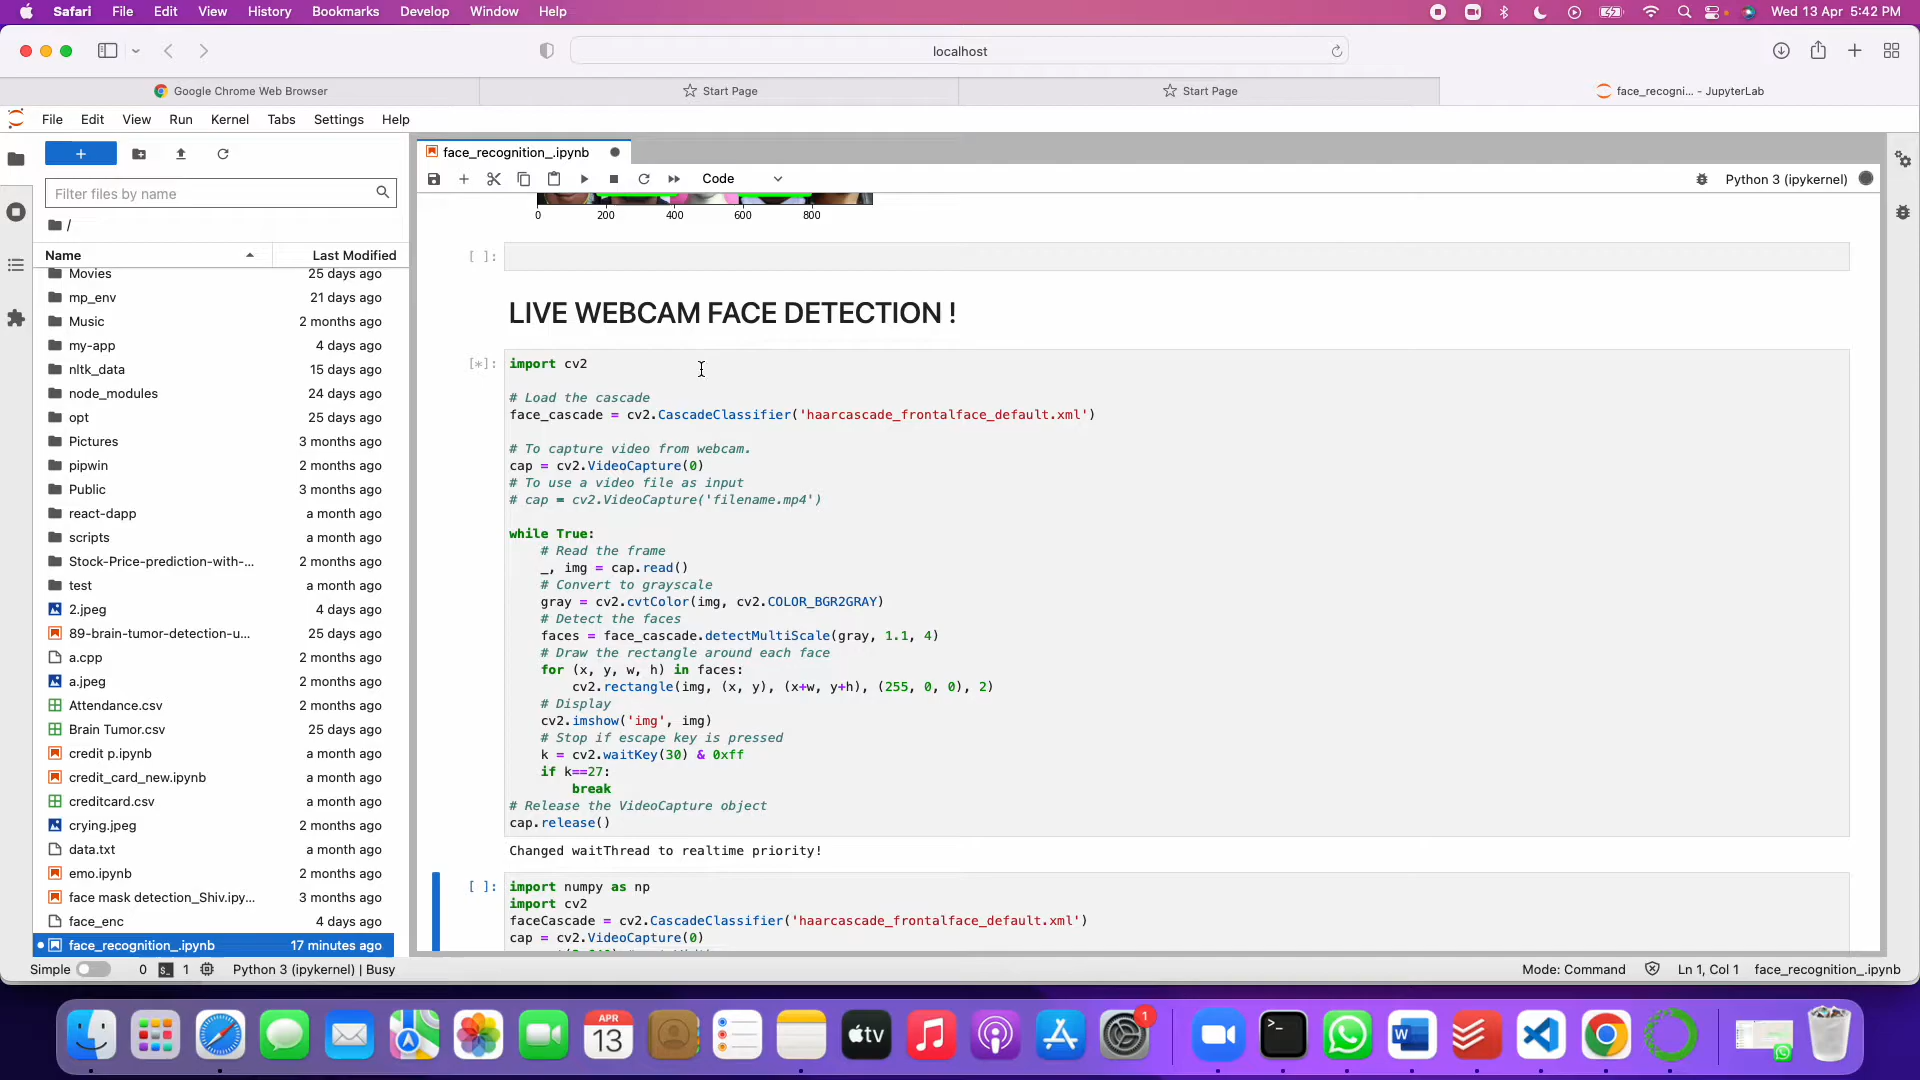 Safari File Edit View History Bookmarks Develop Window Help Wed 13 Apr 5:42 PM
localhost
Google Chrome Web Browser Start Page Start Page face_recogni... - JupyterLab
File Edit View Run Kernel Tabs Settings Help
face_recognition_.ipynb
Code Python 3 (ipykernel)
Filter files by name
/
Name Last Modified
Movies 25 days ago
mp_env 21 days ago
Music 2 months ago
my-app 4 days ago
nltk_data 15 days ago
node_modules 24 days ago
opt 25 days ago
Pictures 3 months ago
pipwin 2 months ago
Public 3 months ago
react-dapp a month ago
scripts a month ago
Stock-Price-prediction-with-... 2 months ago
test a month ago
2.jpeg 4 days ago
89-brain-tumor-detection-u... 25 days ago
a.cpp 2 months ago
a.jpeg 2 months ago
Attendance.csv 2 months ago
Brain Tumor.csv 25 days ago
credit p.ipynb a month ago
credit_card_new.ipynb a month ago
creditcard.csv a month ago
crying.jpeg 2 months ago
data.txt a month ago
emo.ipynb 2 months ago
face mask detection_Shiv.ipy... 3 months ago
face_enc 4 days ago
face_recognition_.ipynb 17 minutes ago
0 200 400 600 800
[ ]:
LIVE WEBCAM FACE DETECTION !
[*]: import cv2
# Load the cascade
face_cascade = cv2.CascadeClassifier('haarcascade_frontalface_default.xml')
# To capture video from webcam.
cap = cv2.VideoCapture(0)
# To use a video file as input
# cap = cv2.VideoCapture('filename.mp4')
while True:
# Read the frame
_, img = cap.read()
# Convert to grayscale
gray = cv2.cvtColor(img, cv2.COLOR_BGR2GRAY)
# Detect the faces
faces = face_cascade.detectMultiScale(gray, 1.1, 4)
# Draw the rectangle around each face
for (x, y, w, h) in faces:
cv2.rectangle(img, (x, y), (x+w, y+h), (255, 0, 0), 2)
# Display
cv2.imshow('img', img)
# Stop if escape key is pressed
k = cv2.waitKey(30) & 0xff
if k==27:
break
# Release the VideoCapture object
cap.release()
Changed waitThread to realtime priority!
[ ]: import numpy as np
import cv2
faceCascade = cv2.CascadeClassifier('haarcascade_frontalface_default.xml')
cap = cv2.VideoCapture(0)
Simple 0 1 Python 3 (ipykernel) | Busy Mode: Command Ln 1, Col 1 face_recognition_.ipynb
APR
13
tv
1